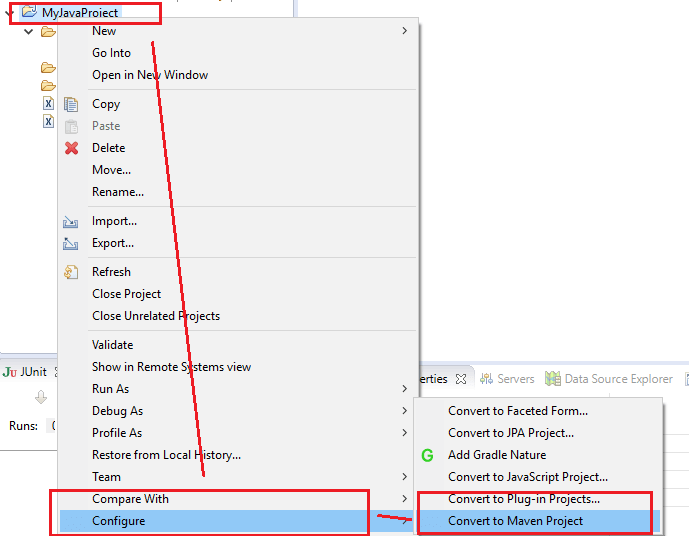 MyJavaProject
New
Go Into
Open in New Window
Copy
Paste
Delete
Move...
Rename...
Import...
Export...
Refresh
Close Project
Close Unrelated Projects
Validate
Show in Remote Systems view
Run As
Debug As
Profile As
Restore from Local History...
Team
Compare With
Configure
JU JUnit
Runs:
erties
Servers
Data Source Explorer
Convert to Faceted Form...
Convert to JPA Project...
G Add Gradle Nature
Convert to JavaScript Project...
Convert to Plug-in Projects...
Convert to Maven Project